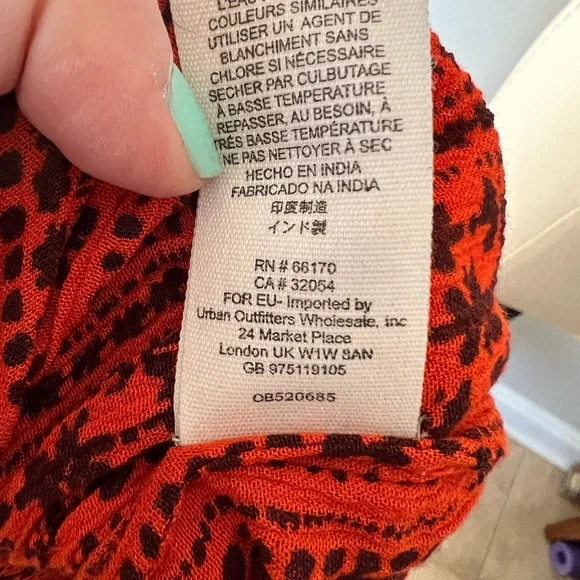 COULEURS SIMILAIRES
UTILISER UN AGENT DE
BLANCHIMENT SANS
CHLORE SI NÉCESSAIRE
SECHER PAR CULBUTAGE
À BASSE TEMPERATURE
REPASSER, AU BESOIN, À
TRÉS BASSE TEMPÉRATURE
NE PAS NETTOYER À SEC
HECHO EN INDIA
FABRICADO NA INDIA
印度制造
インド製
RN # 66170
CA # 32054
FOR EU- Imported by
Urban Outfitters Wholesale, Inc
24 Market Place
London UK W1W 8AN
GB 975119105
OB520685